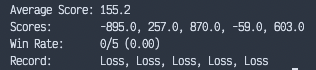 Average Score: 155.2
Scores: -895.0, 257.0, 870.0, -59.0, 603.0
Win Rate: 0/5 (0.00)
Record: Loss, Loss, Loss, Loss, Loss